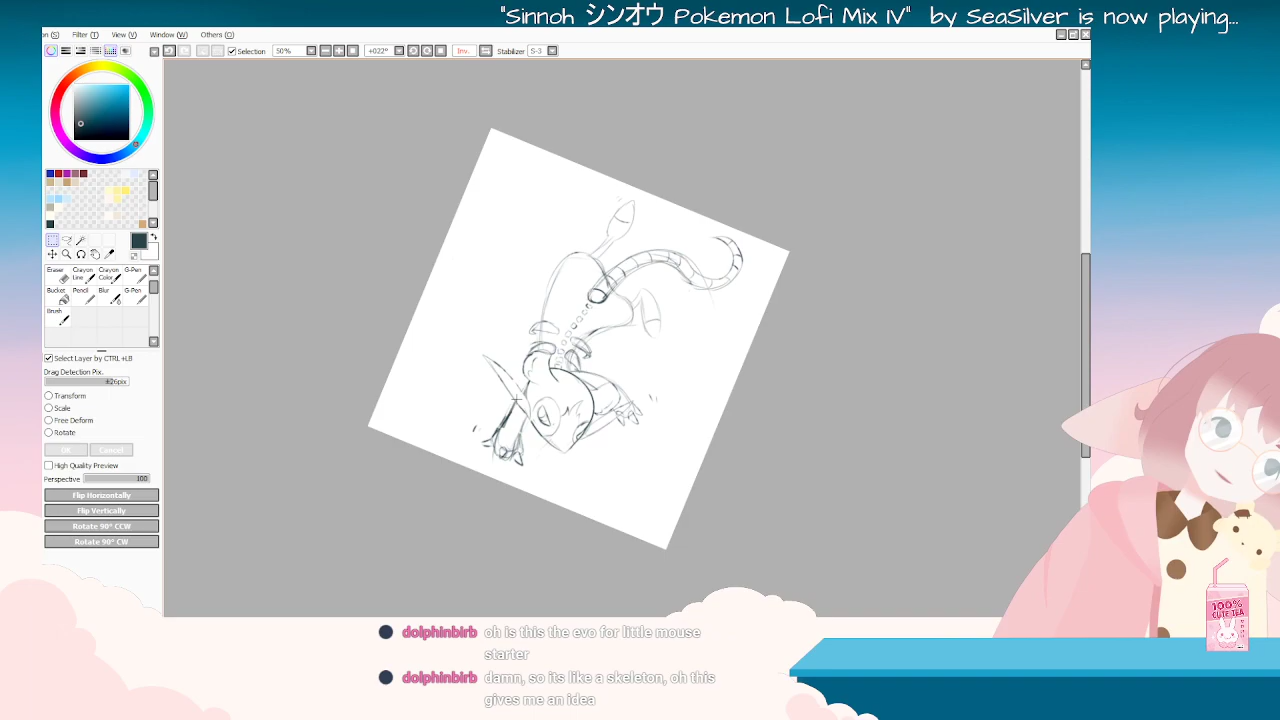 "Sinnoh シンオウ Pokemon Lofi Mix IV" by SeaSilver is now playing...
(S) Filter (T) View (V) Window (W) Others (O)
Selection 50% +022° Inv. Stabilizer S-3
Eraser Crayon Line Crayon Color G-Pen
Bucket Pencil Blur G-Pen
Brush
Select Layer by CTRL+LB
Drag Detection Pix.
±26pix
Transform
Scale
Free Deform
Rotate
OK Cancel
High Quality Preview
Perspective 100
Flip Horizontally
Flip Vertically
Rotate 90° CCW
Rotate 90° CW
100%
CUTE TEA
dolphinbirb oh is this the evo for little mouse
starter
dolphinbirb damn, so its like a skeleton, oh this
gives me an idea